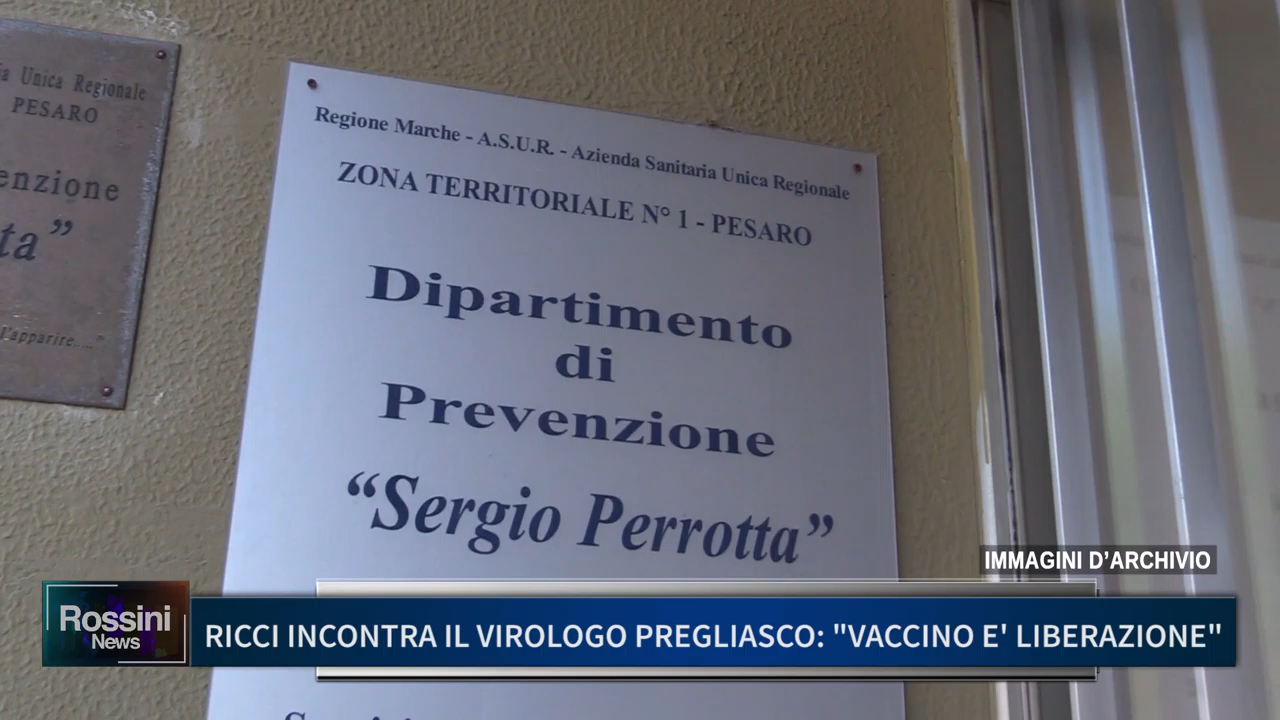 a Unica Regionale
PESARO
enzione
ta”
l'apparire....”
Regione Marche - A.S.U.R. - Azienda Sanitaria Unica Regionale
ZONA TERRITORIALE N° 1 - PESARO
Dipartimento
di
Prevenzione
“Sergio Perrotta”
IMMAGINI D’ARCHIVIO
Rossini
News
RICCI INCONTRA IL VIROLOGO PREGLIASCO: "VACCINO E' LIBERAZIONE"